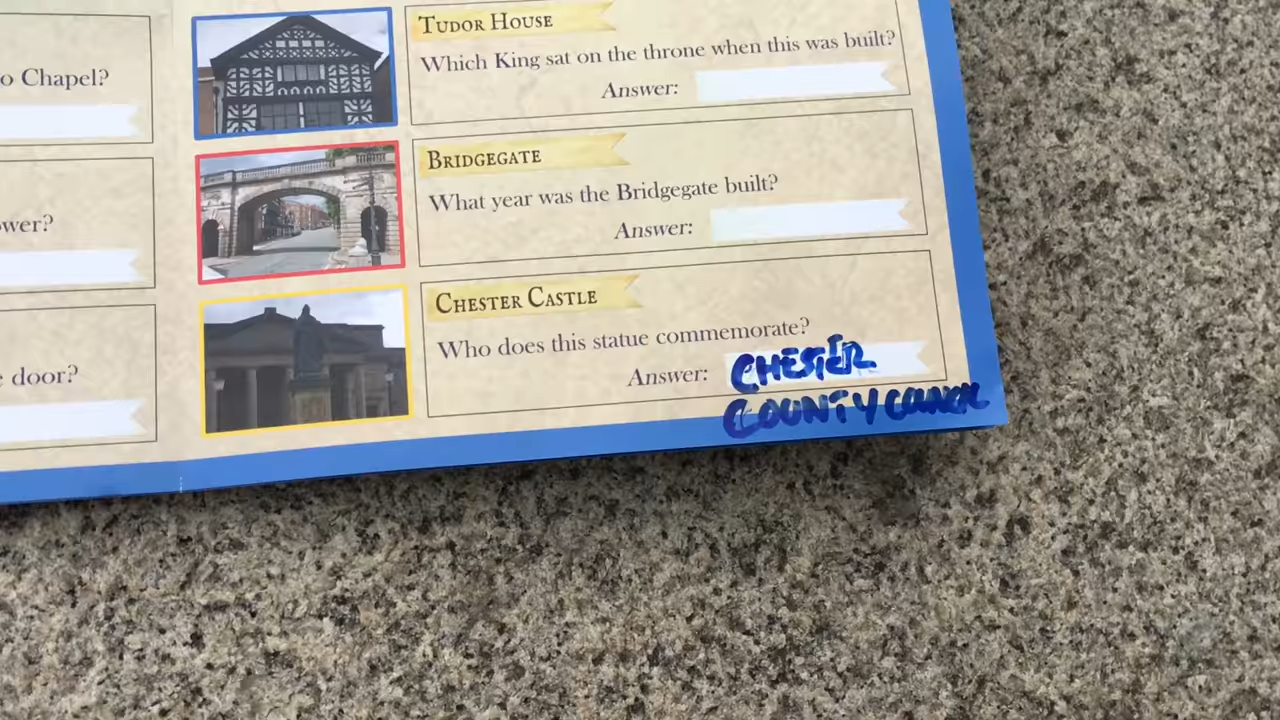 o Chapel?
wer?
e door?
TUDOR HOUSE
Which King sat on the throne when this was built?
Answer:
BRIDGEGATE
What year was the Bridgegate built?
Answer:
CHESTER CASTLE
Who does this statue commemorate?
Answer: CHESTER
COUNTY COUNCIL